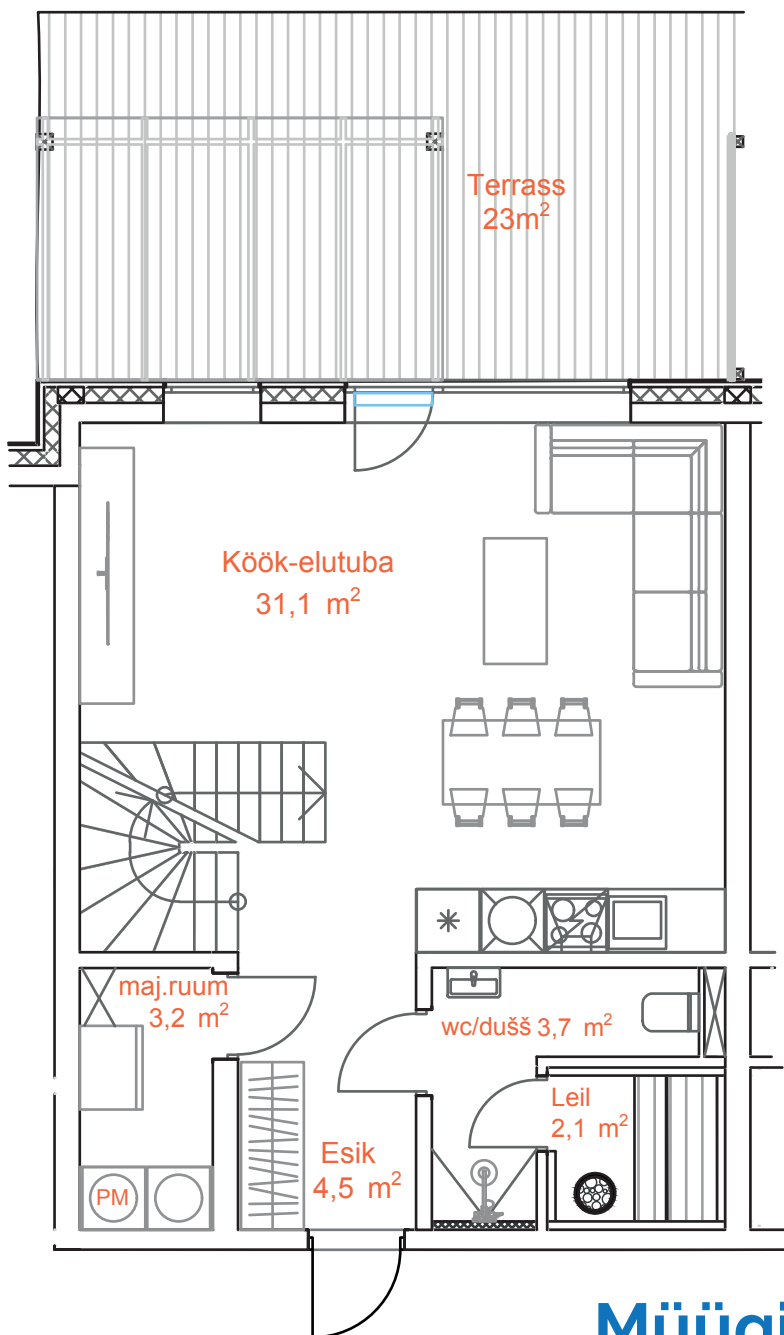 Terrass
23m²
Köök-elutuba
31,1 m²
maj.ruum
3,2 m²
wc/dušš 3,7 m²
Leil
2,1 m²
Esik
4,5 m²
PM
Müügi